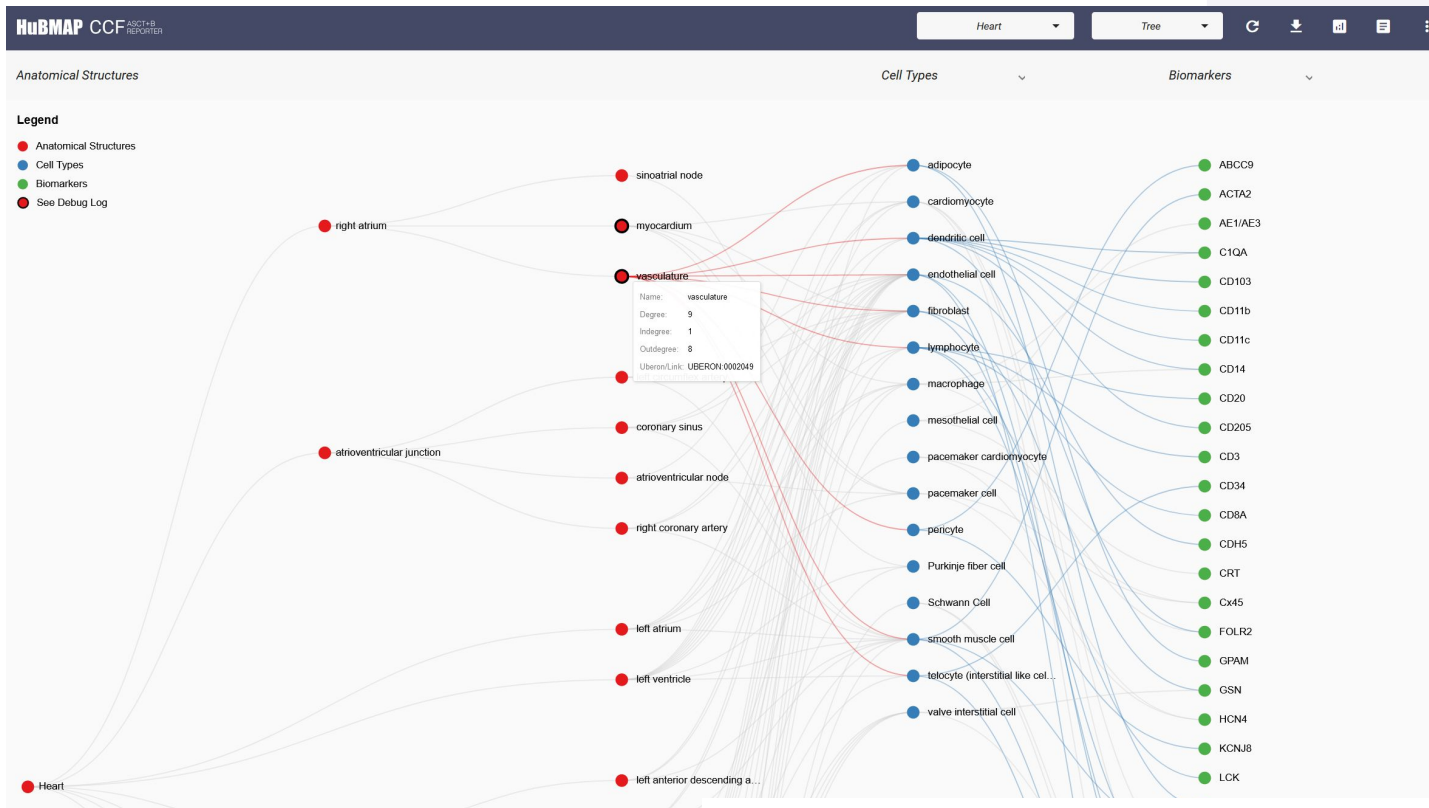 HuBMAP CCF ASCT+B REPORTER
Heart
Tree
Anatomical Structures
Cell Types
Biomarkers
Legend
Anatomical Structures
Cell Types
Biomarkers
See Debug Log
Heart
right atrium
atrioventricular junction
sinoatrial node
myocardium
vasculature
Name: vasculature
Degree: 9
Indegree: 1
Outdegree: 8
Uberon/Link: UBERON:0002049
coronary sinus
atrioventricular node
right coronary artery
left atrium
left ventricle
left anterior descending a...
adipocyte
cardiomyocyte
dendritic cell
endothelial cell
fibroblast
lymphocyte
macrophage
mesothelial cell
pacemaker cardiomyocyte
pacemaker cell
pericyte
Purkinje fiber cell
Schwann Cell
smooth muscle cell
telocyte (interstitial like cel...
valve interstitial cell
ABCC9
ACTA2
AE1/AE3
C1QA
CD103
CD11b
CD11c
CD14
CD20
CD205
CD3
CD34
CD8A
CDH5
CRT
Cx45
FOLR2
GPAM
GSN
HCN4
KCNJ8
LCK